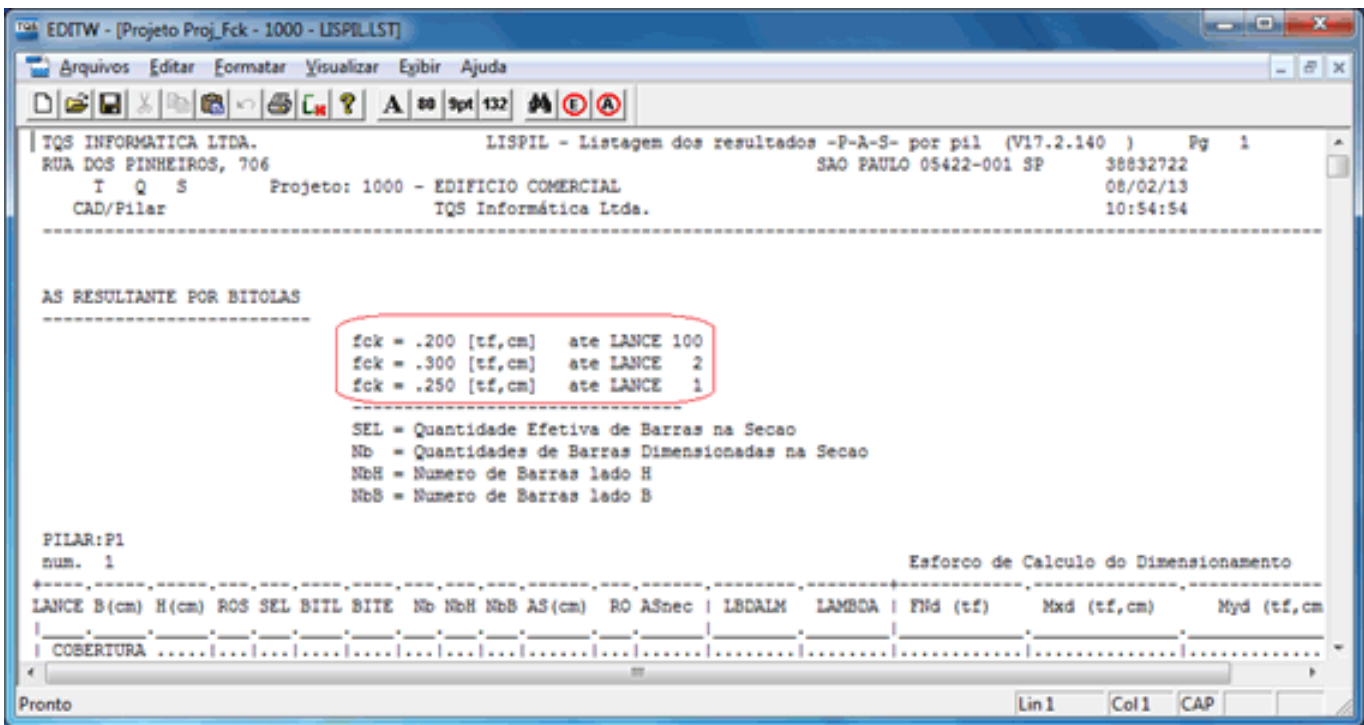 TQS EDITW - [Projeto Proj_Fck - 1000 - LISPIL.LST]
Arquivos Editar Formatar Visualizar Exibir Ajuda
A 80 9pt 132 E A
TQS INFORMATICA LTDA. LISPIL - Listagem dos resultados -P-A-S- por pil (V17.2.140 ) Pg 1
RUA DOS PINHEIROS, 706 SAO PAULO 05422-001 SP 38832722
T Q S Projeto: 1000 - EDIFICIO COMERCIAL 08/02/13
CAD/Pilar TQS Informática Ltda. 10:54:54
AS RESULTANTE POR BITOLAS
fck = .200 [tf,cm] ate LANCE 100
fck = .300 [tf,cm] ate LANCE 2
fck = .250 [tf,cm] ate LANCE 1
SEL = Quantidade Efetiva de Barras na Secao
Nb = Quantidades de Barras Dimensionadas na Secao
NbH = Numero de Barras lado H
NbB = Numero de Barras lado B
PILAR:P1
num. 1 Esforco de Calculo do Dimensionamento
LANCE B(cm) H(cm) ROS SEL BITL BITE Nb NbH NbB AS(cm) RO ASnec | LBDALM LAMBDA | FNd (tf) Mxd (tf,cm) Myd (tf,cm
| COBERTURA .....|...|...|....|....|...|...|...|......|....|......|........|........|............|..............|.............
Pronto Lin 1 Col 1 CAP